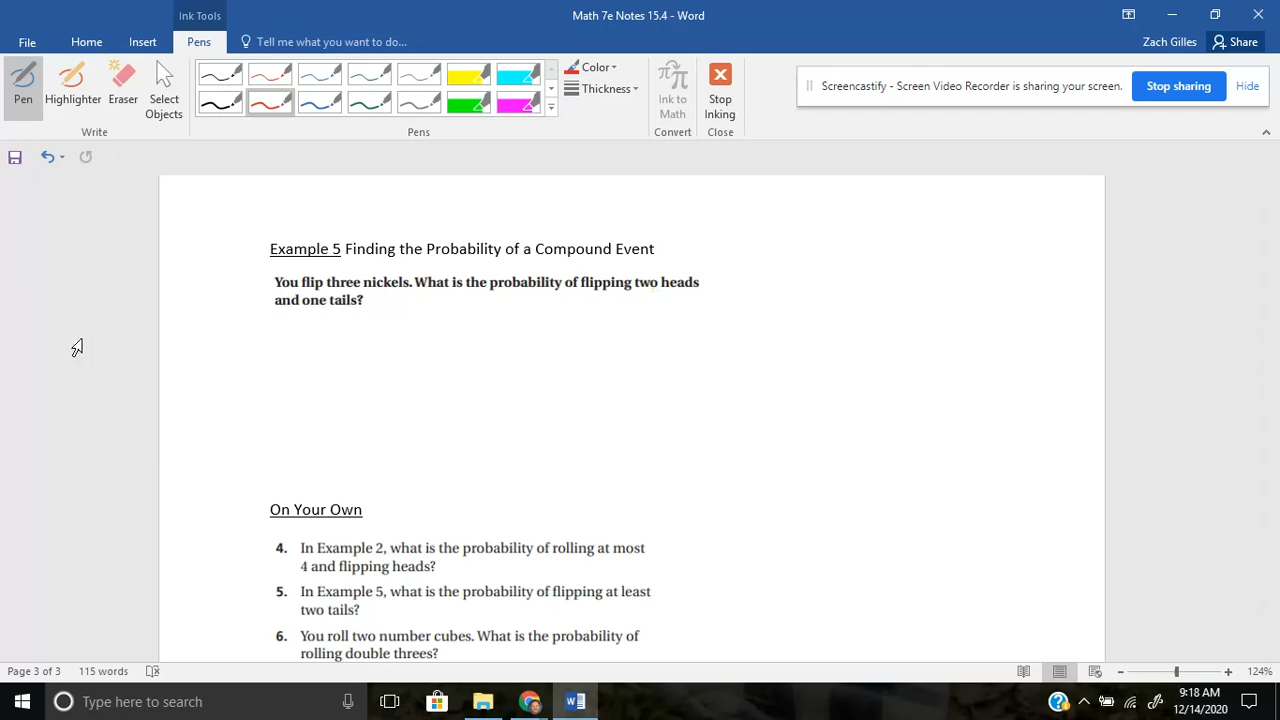 Ink Tools
Math 7e Notes 15.4 - Word
File Home Insert Pens Tell me what you want to do... Zach Gilles Share
Pen Highlighter Eraser Select Objects
Color
Thickness
Ink to Math
Stop Inking
Screencastify - Screen Video Recorder is sharing your screen. Stop sharing Hide
Write Pens Convert Close
Example 5 Finding the Probability of a Compound Event
You flip three nickels. What is the probability of flipping two heads
and one tails?
On Your Own
4. In Example 2, what is the probability of rolling at most
4 and flipping heads?
5. In Example 5, what is the probability of flipping at least
two tails?
6. You roll two number cubes. What is the probability of
rolling double threes?
Page 3 of 3 115 words 124%
Type here to search
9:18 AM
12/14/2020